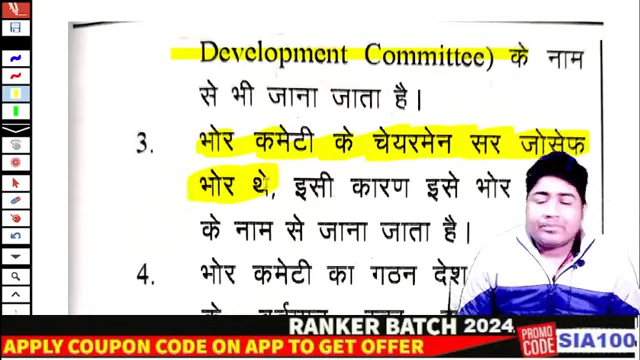 Development Committee) के नाम
से भी जाना जाता है।
3. भोर कमेटी के चेयरमेन सर जोसेफ
भोर थे, इसी कारण इसे भोर
के नाम से जाना जाता है।
4. भोर कमेटी का गठन देश
RANKER BATCH 2024
APPLY COUPON CODE ON APP TO GET OFFER
PROMO
CODE
SIA100